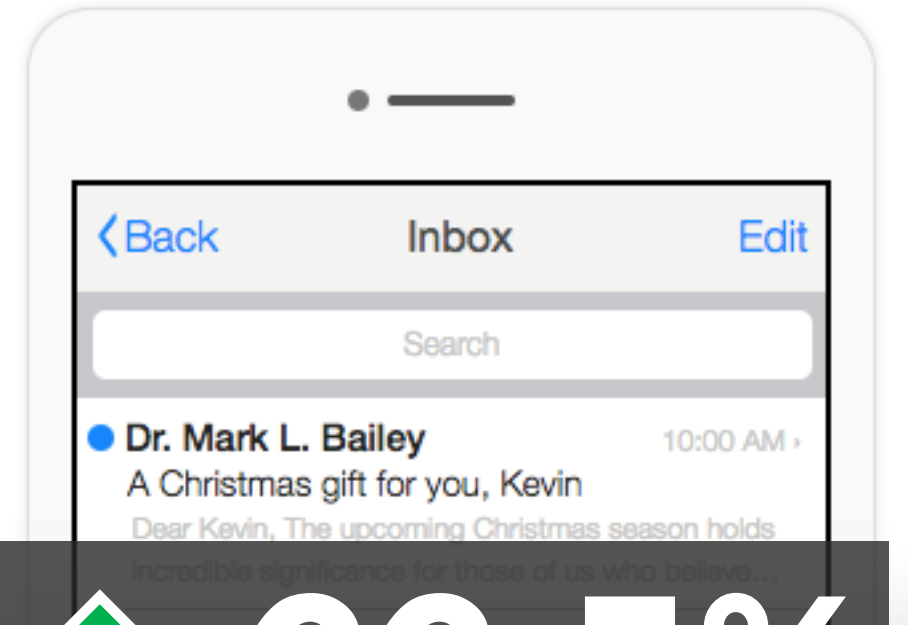 Back Inbox Edit
Search
Dr. Mark L. Bailey 10:00 AM ›
A Christmas gift for you, Kevin
Dear Kevin, The upcoming Christmas season holds
incredible significance for those of us who believe...
%